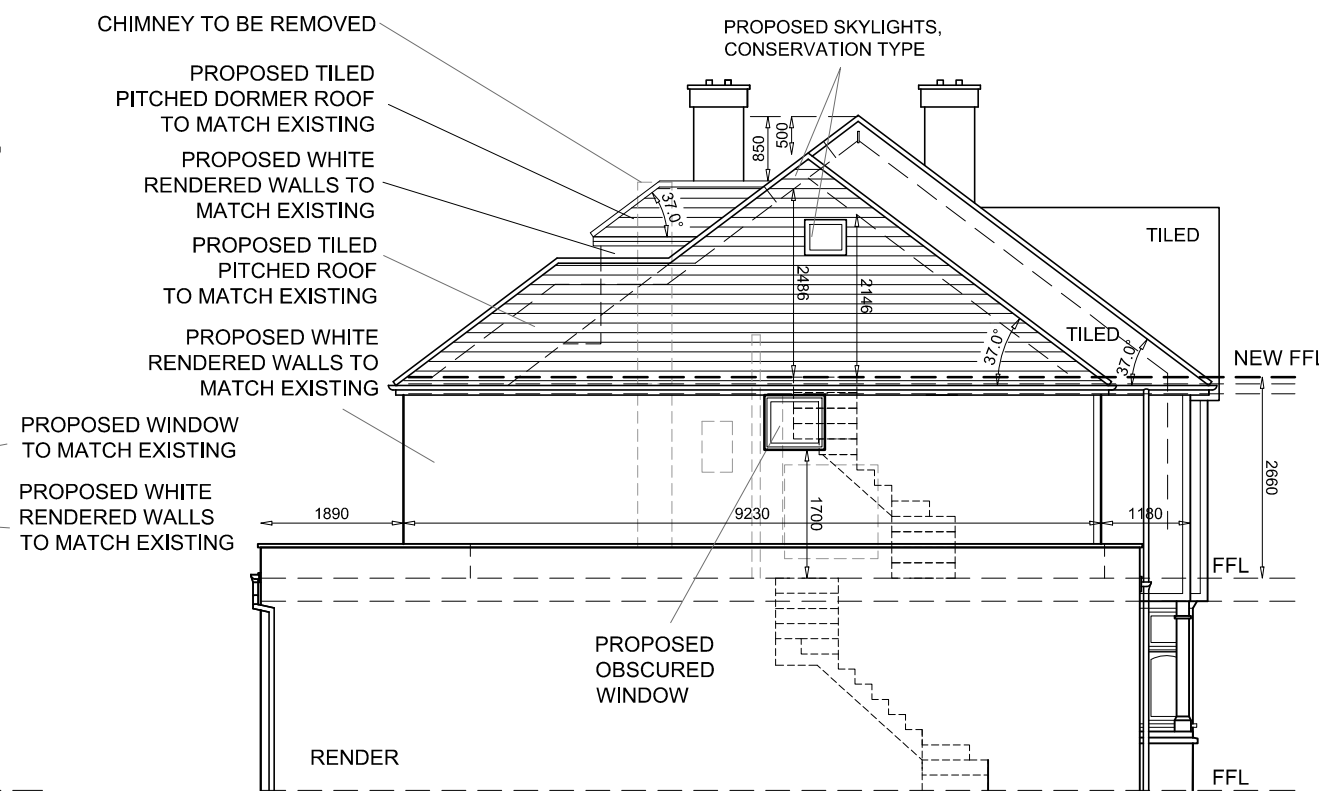 CHIMNEY TO BE REMOVED
PROPOSED SKYLIGHTS,
CONSERVATION TYPE
PROPOSED TILED
PITCHED DORMER ROOF
TO MATCH EXISTING
PROPOSED WHITE
RENDERED WALLS TO
MATCH EXISTING
PROPOSED TILED
PITCHED ROOF
TO MATCH EXISTING
PROPOSED WHITE
RENDERED WALLS TO
MATCH EXISTING
PROPOSED WINDOW
TO MATCH EXISTING
PROPOSED WHITE
RENDERED WALLS
TO MATCH EXISTING
850
500
37.0°
2486
2146
37.0°
TILED
TILED
37.0°
NEW FFL
2660
1890
9230
1700
1180
FFL
PROPOSED
OBSCURED
WINDOW
RENDER
FFL